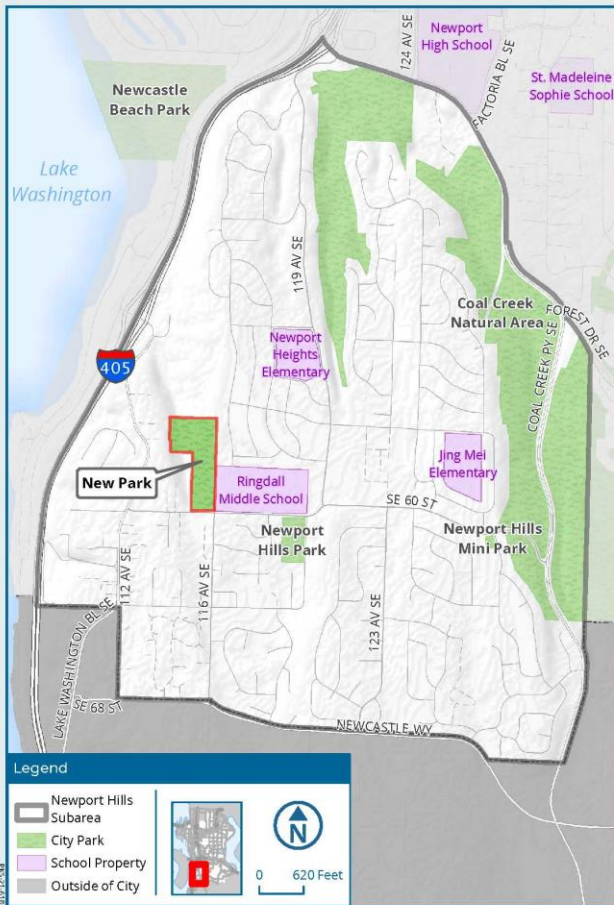 Newport
High School
124 AV SE
FACTORIA BL SE
St. Madeleine
Sophie School
Newcastle
Beach Park
Lake
Washington
119 AV SE
Coal Creek
Natural Area
FOREST DR SE
COAL CREEK PY SE
Newport
Heights
Elementary
405
New Park
Ringdall
Middle School
Jing Mei
Elementary
SE 60 ST
Newport
Hills Park
Newport Hills
Mini Park
112 AV SE
116 AV SE
123 AV SE
LAKE WASHINGTON BL SE
SE 68 ST
NEWCASTLE WY
Legend
Newport Hills
Subarea
City Park
School Property
Outside of City
N
0 620 Feet